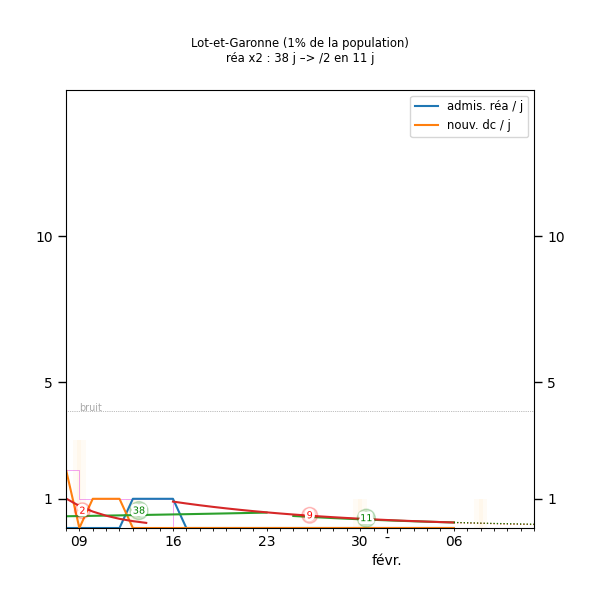 Lot-et-Garonne (1% de la population)
réa x2 : 38 j –> /2 en 11 j
admis. réa / j
nouv. dc / j
10 10
5 5
bruit
1 1
2 38 9 11
09 16 23 30 - 06
févr.